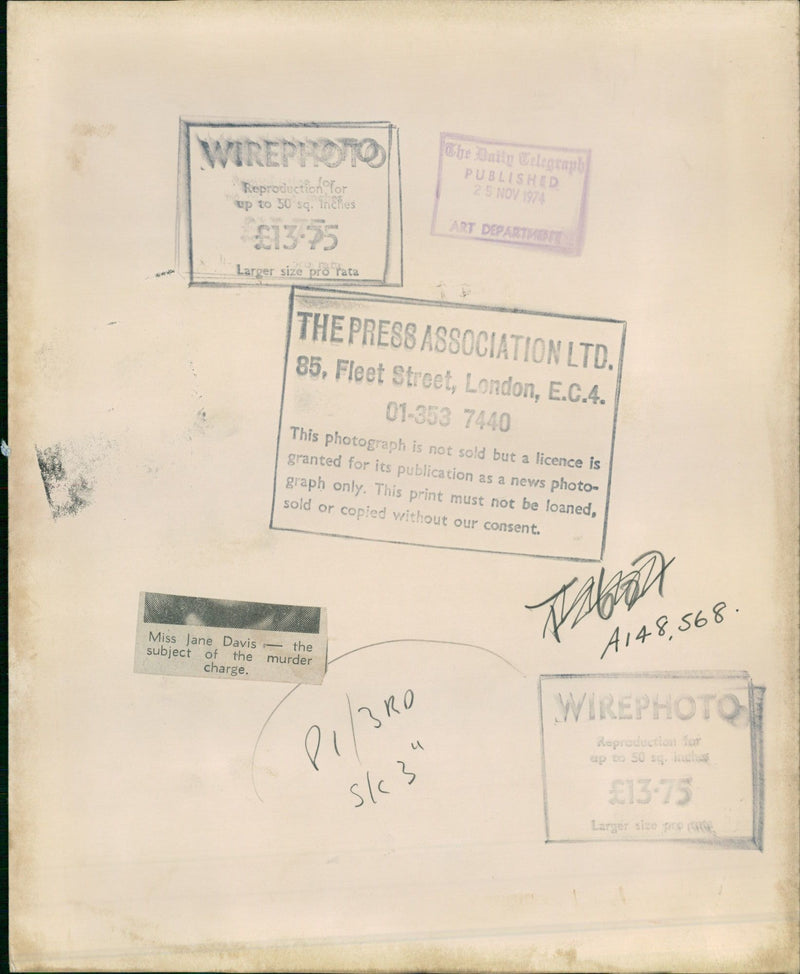 WIREPHOTO
Reproduction for
up to 50 sq. inches
£13·75
Larger size pro rata
The Daily Telegraph
PUBLISHED
25 NOV 1974
ART DEPARTMENT
THE PRESS ASSOCIATION LTD.
85, Fleet Street, London, E.C.4.
01-353 7440
This photograph is not sold but a licence is
granted for its publication as a news photo-
graph only. This print must not be loaned,
sold or copied without our consent.
A148,568.
Miss Jane Davis — the
subject of the murder
charge.
P1/3RD
S/C 3"
WIREPHOTO
Reproduction for
up to 50 sq. inches
£13·75
Larger size pro rata